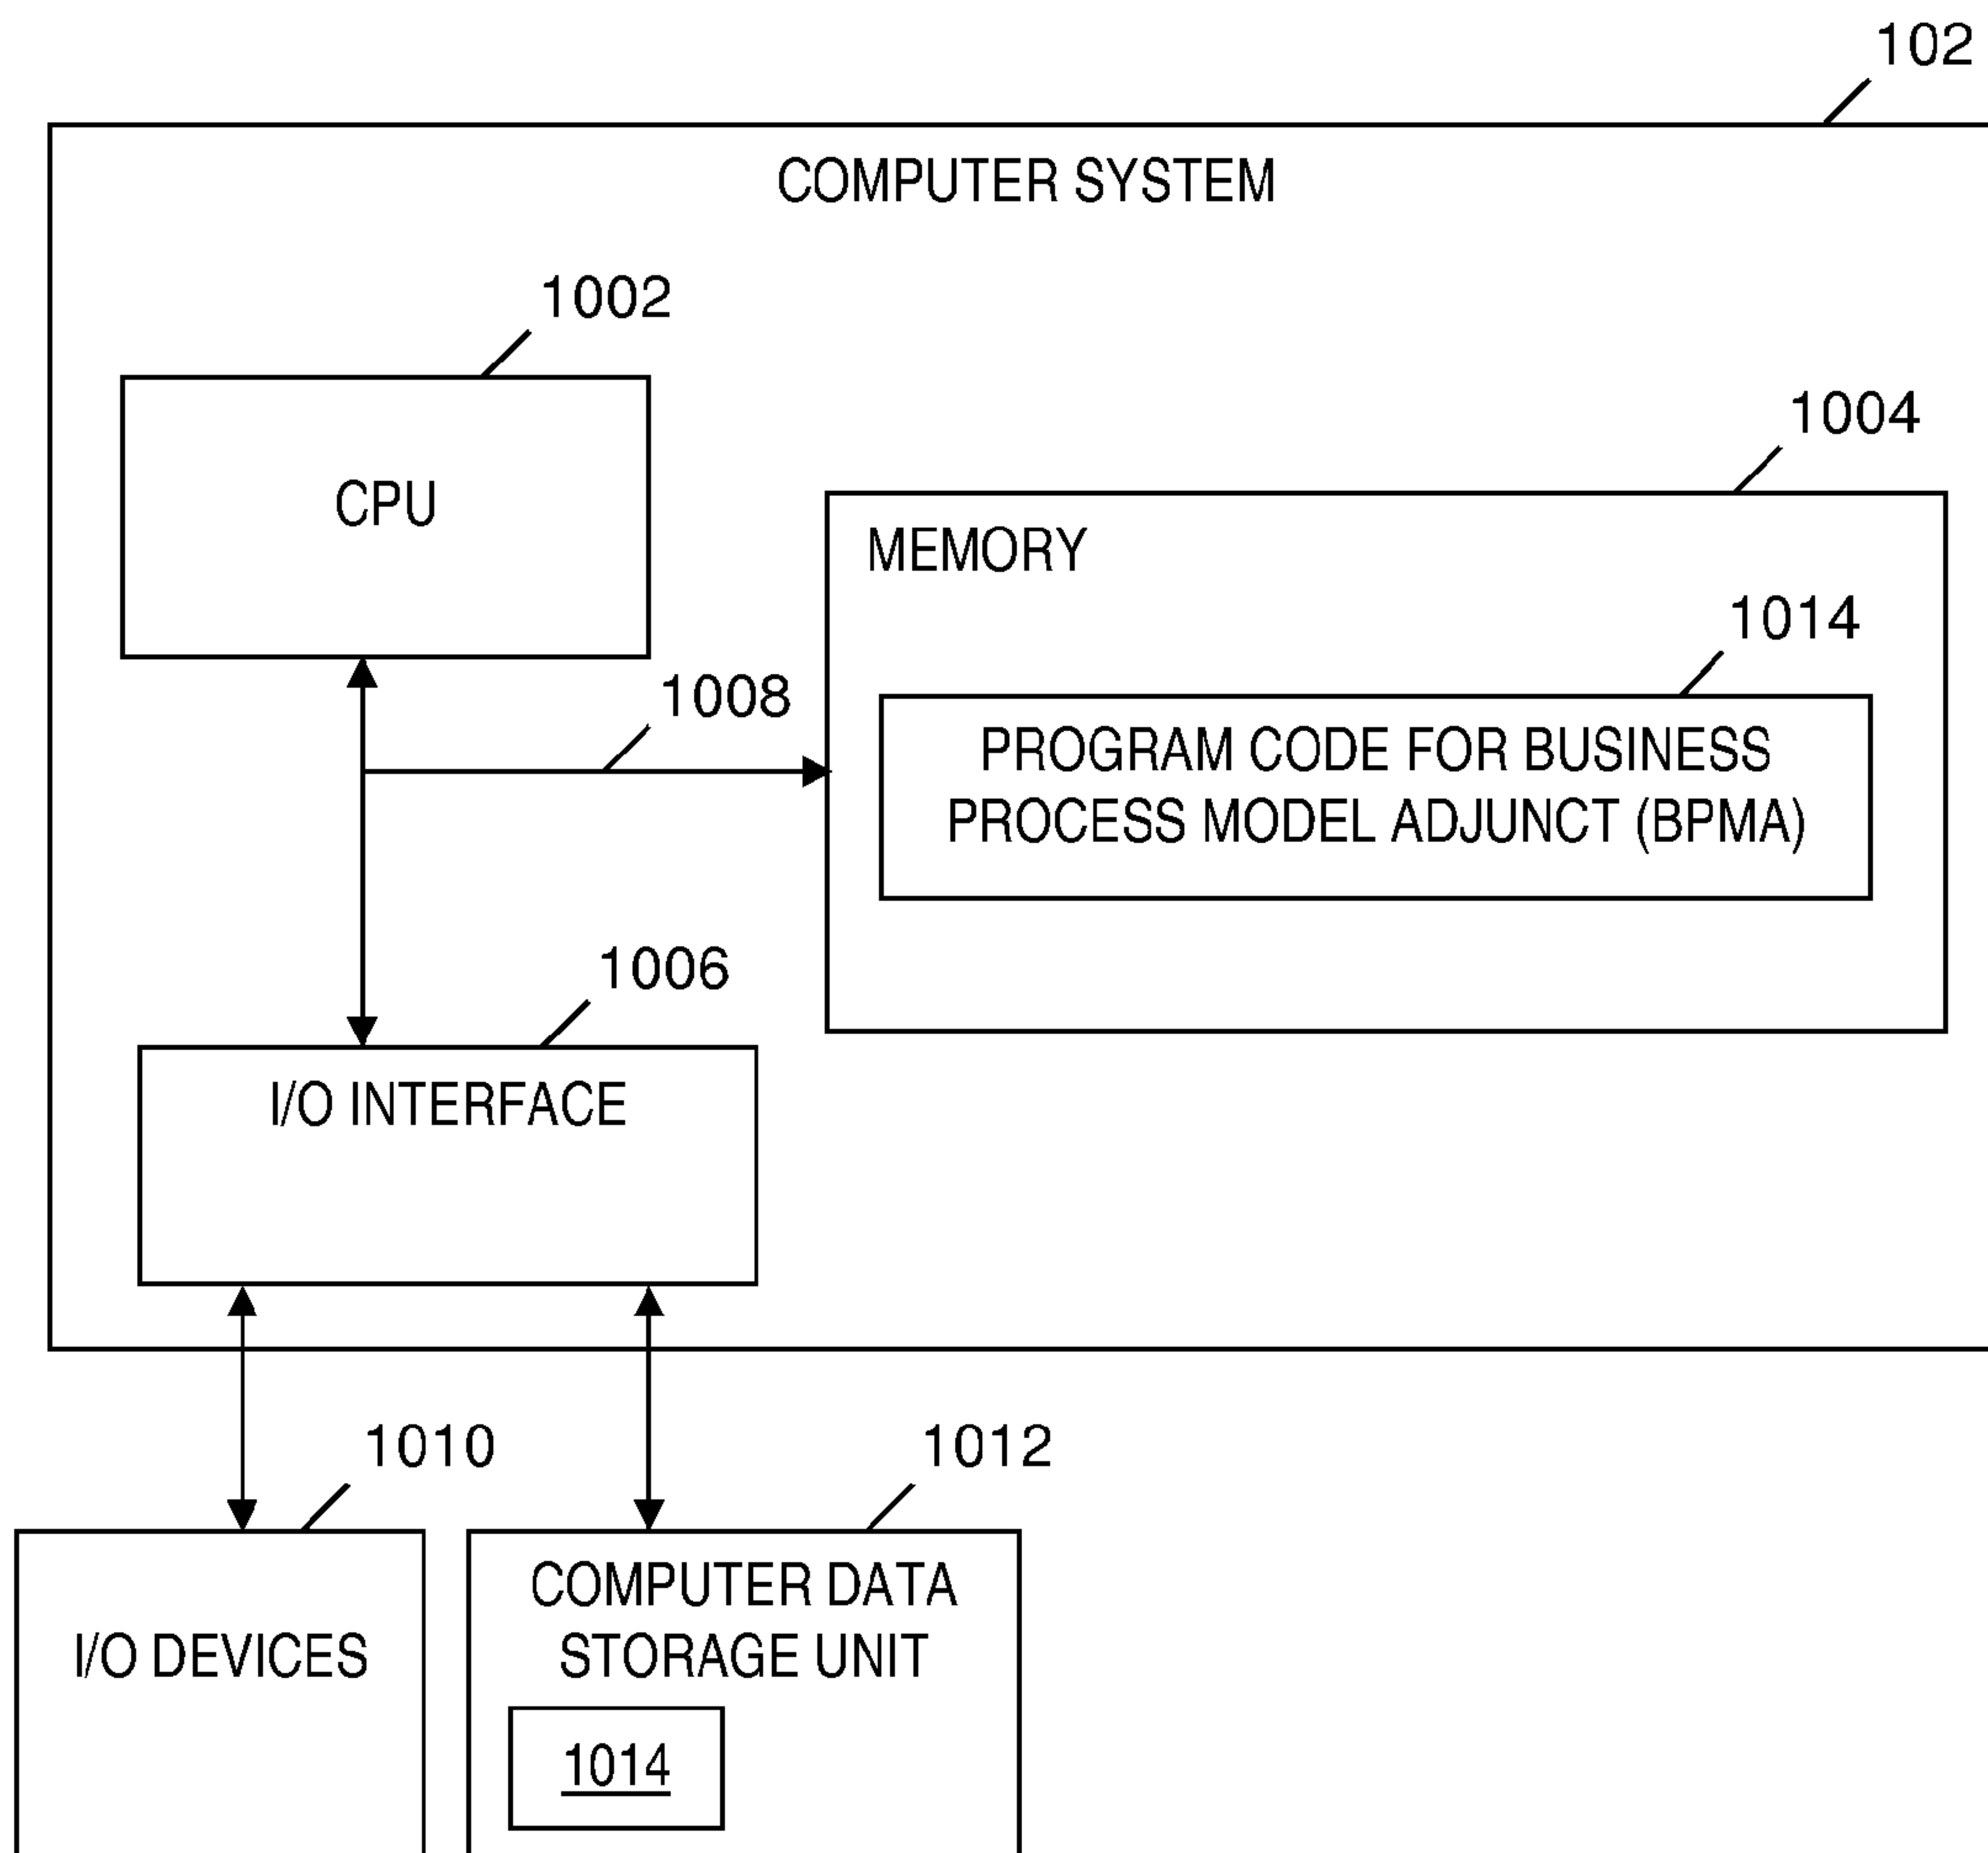 102
COMPUTER SYSTEM
1002
CPU
1004
MEMORY
1014
PROGRAM CODE FOR BUSINESS
PROCESS MODEL ADJUNCT (BPMA)
1008
1006
I/O INTERFACE
1010
I/O DEVICES
1012
COMPUTER DATA
STORAGE UNIT
1014